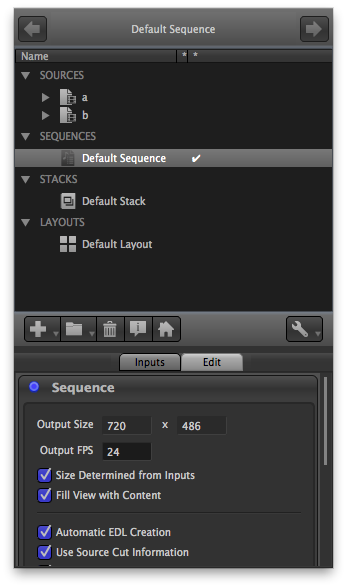 Default Sequence
Name * *
SOURCES
a
b
SEQUENCES
Default Sequence ✔
STACKS
Default Stack
LAYOUTS
Default Layout
Inputs Edit
Sequence
Output Size 720 x 486
Output FPS 24
Size Determined from Inputs
Fill View with Content
Automatic EDL Creation
Use Source Cut Information